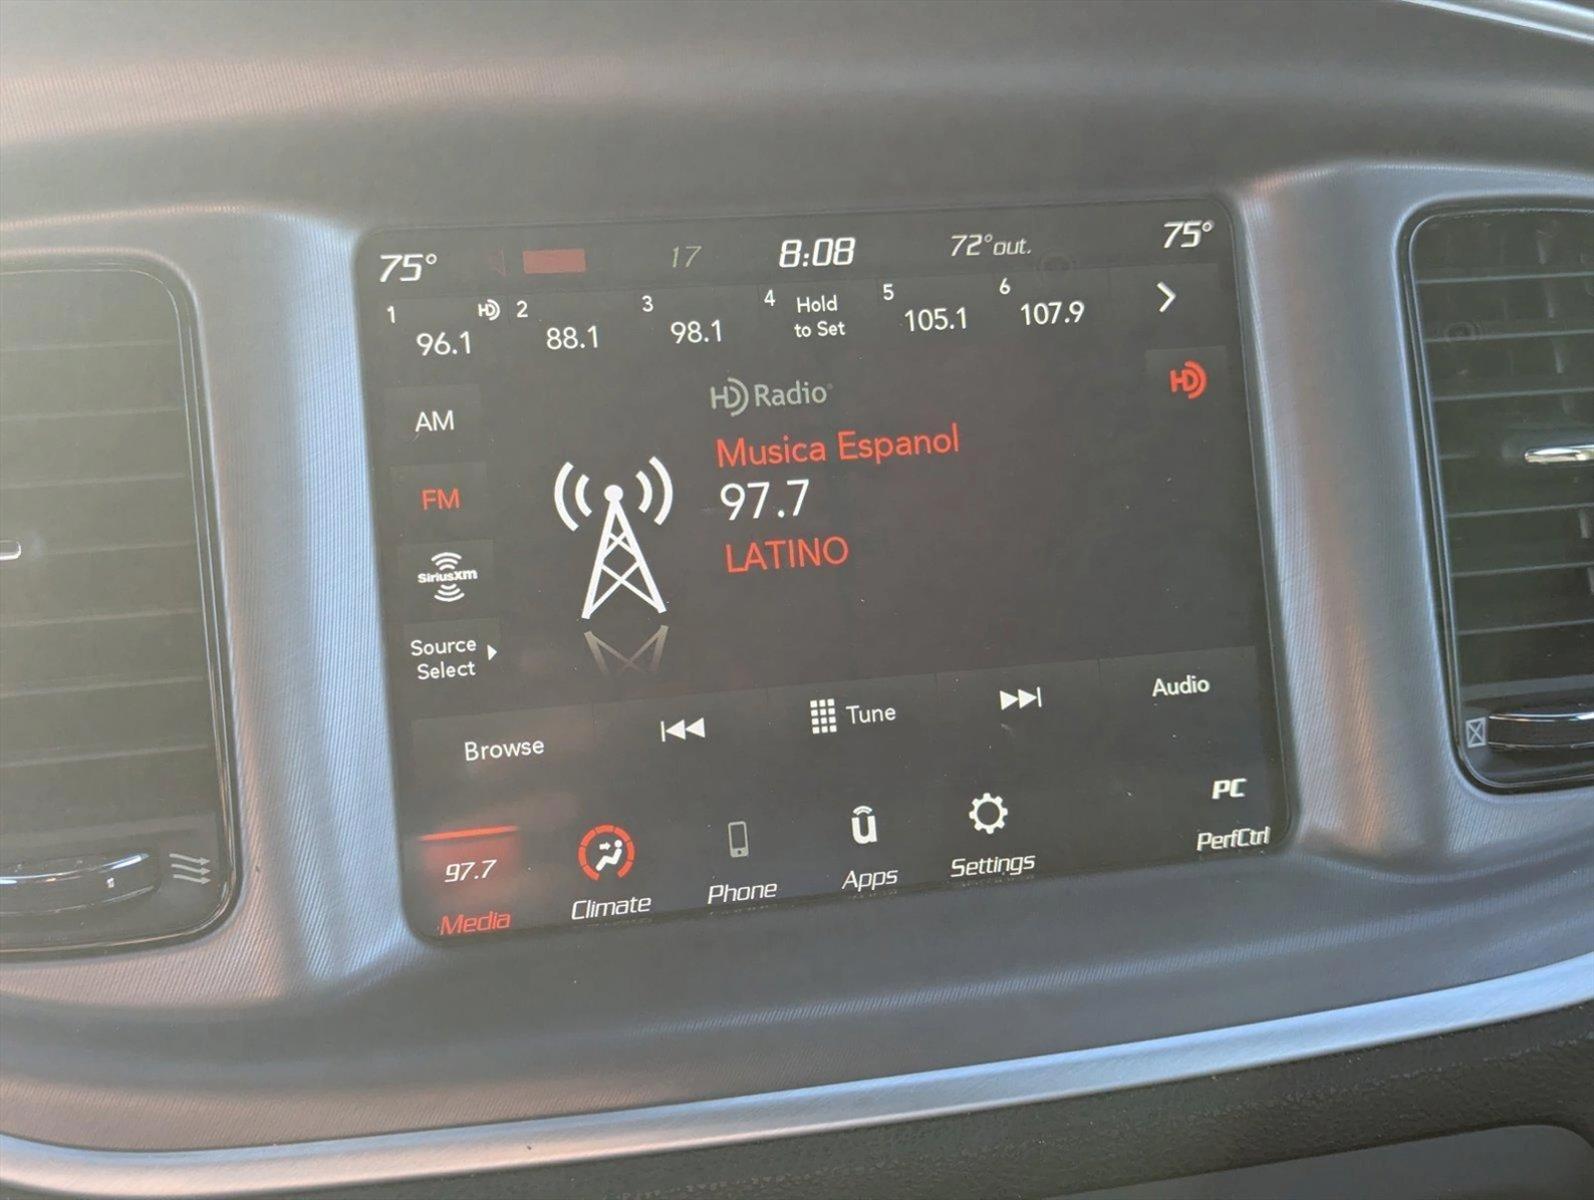 75° 17 8:08 72° out. 75°
1 96.1 HD 2 88.1 3 98.1 4 Hold to Set 5 105.1 6 107.9
HD Radio
HD
AM
Musica Espanol
FM
97.7
LATINO
SiriusXM
Source
Select
Browse Tune Audio
97.7 PC
Media Climate Phone Apps Settings PerfCtrl